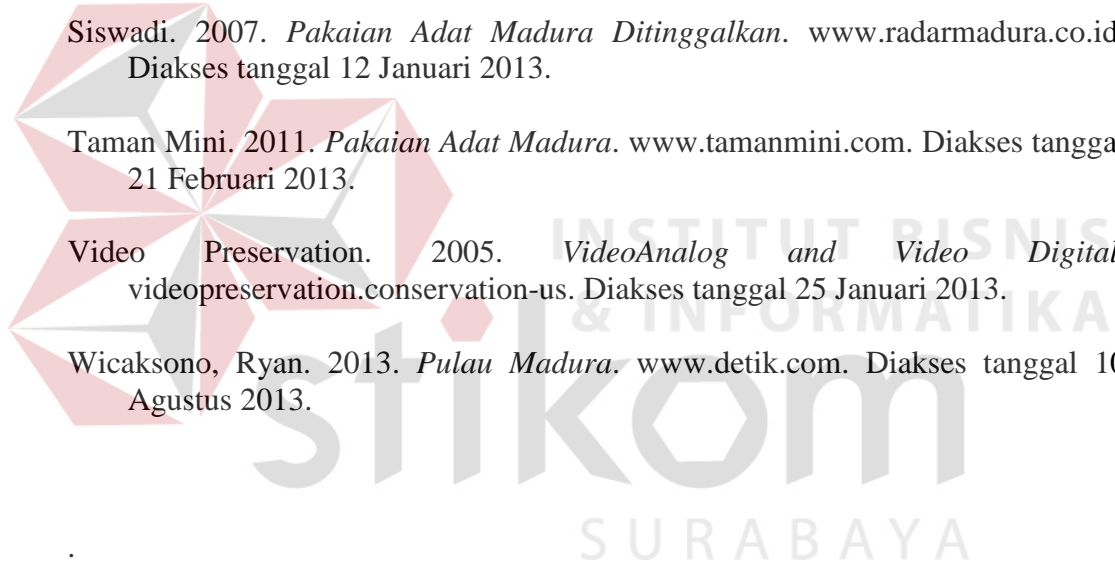 Siswadi. 2007. Pakaian Adat Madura Ditinggalkan. www.radarmadura.co.id
Diakses tanggal 12 Januari 2013.
Taman Mini. 2011. Pakaian Adat Madura. www.tamanmini.com. Diakses tangga
21 Februari 2013.
Video Preservation. 2005. VideoAnalog and Video Digital
videopreservation.conservation-us. Diakses tanggal 25 Januari 2013.
Wicaksono, Ryan. 2013. Pulau Madura. www.detik.com. Diakses tanggal 10
Agustus 2013.
.
INSTITUT BISNIS
& INFORMATIKA
stikom
SURABAYA